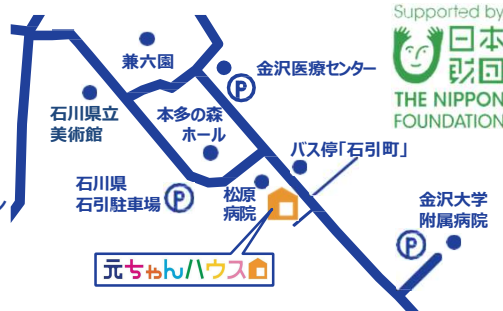 Supported by
日本
財団
THE NIPPON
FOUNDATION
兼六園
金沢医療センター
P
石川県立
美術館
本多の森
ホール
バス停「石引町」
石川県
石引駐車場
P
松原
病院
金沢大学
附属病院
P
元ちゃんハウス